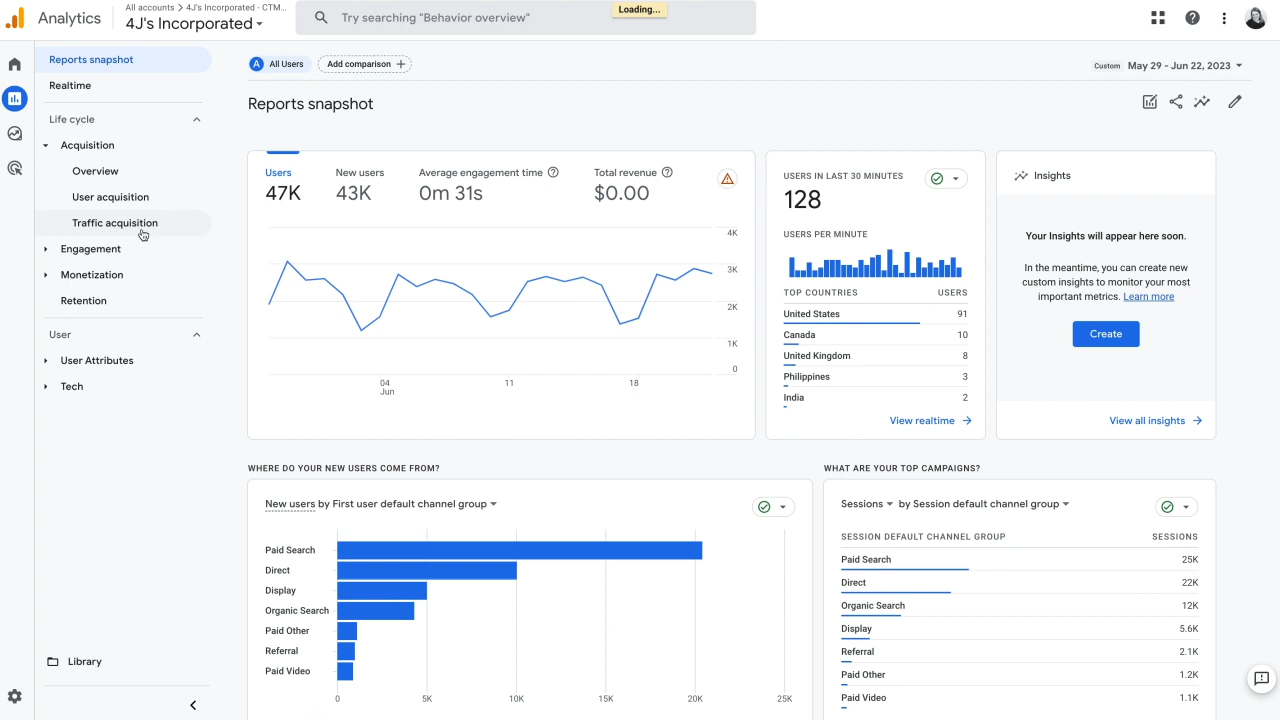 Analytics
All accounts > 4J's Incorporated - CTM...
4J's Incorporated
Try searching "Behavior overview"
Loading...
Reports snapshot
Realtime
Life cycle
Acquisition
Overview
User acquisition
Traffic acquisition
Engagement
Monetization
Retention
User
User Attributes
Tech
Library
A All Users
Add comparison +
Custom May 29 - Jun 22, 2023
Reports snapshot
Users
47K
New users
43K
Average engagement time
0m 31s
Total revenue
$0.00
4K
3K
2K
1K
0
04
Jun
11
18
USERS IN LAST 30 MINUTES
128
USERS PER MINUTE
TOP COUNTRIES USERS
United States 91
Canada 10
United Kingdom 8
Philippines 3
India 2
View realtime
Insights
Your Insights will appear here soon.
In the meantime, you can create new
custom insights to monitor your most
important metrics. Learn more
Create
View all insights
WHERE DO YOUR NEW USERS COME FROM?
New users by First user default channel group
Paid Search
Direct
Display
Organic Search
Paid Other
Referral
Paid Video
0 5K 10K 15K 20K 25K
WHAT ARE YOUR TOP CAMPAIGNS?
Sessions by Session default channel group
SESSION DEFAULT CHANNEL GROUP SESSIONS
Paid Search 25K
Direct 22K
Organic Search 12K
Display 5.6K
Referral 2.1K
Paid Other 1.2K
Paid Video 1.1K